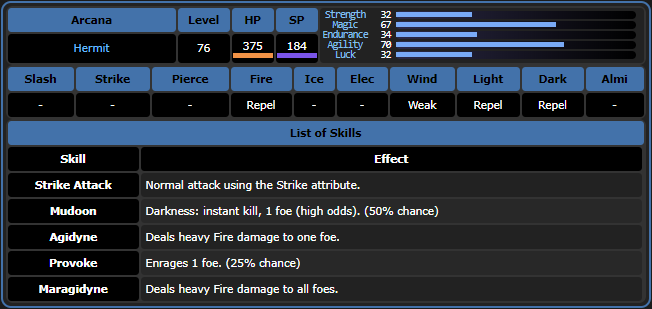 Arcana Level HP SP
Hermit 76 375 184
Strength 32
Magic 67
Endurance 34
Agility 70
Luck 32
Slash Strike Pierce Fire Ice Elec Wind Light Dark Almi
- - - Repel - - Weak Repel Repel -
List of Skills
Skill Effect
Strike Attack Normal attack using the Strike attribute.
Mudoon Darkness: instant kill, 1 foe (high odds). (50% chance)
Agidyne Deals heavy Fire damage to one foe.
Provoke Enrages 1 foe. (25% chance)
Maragidyne Deals heavy Fire damage to all foes.